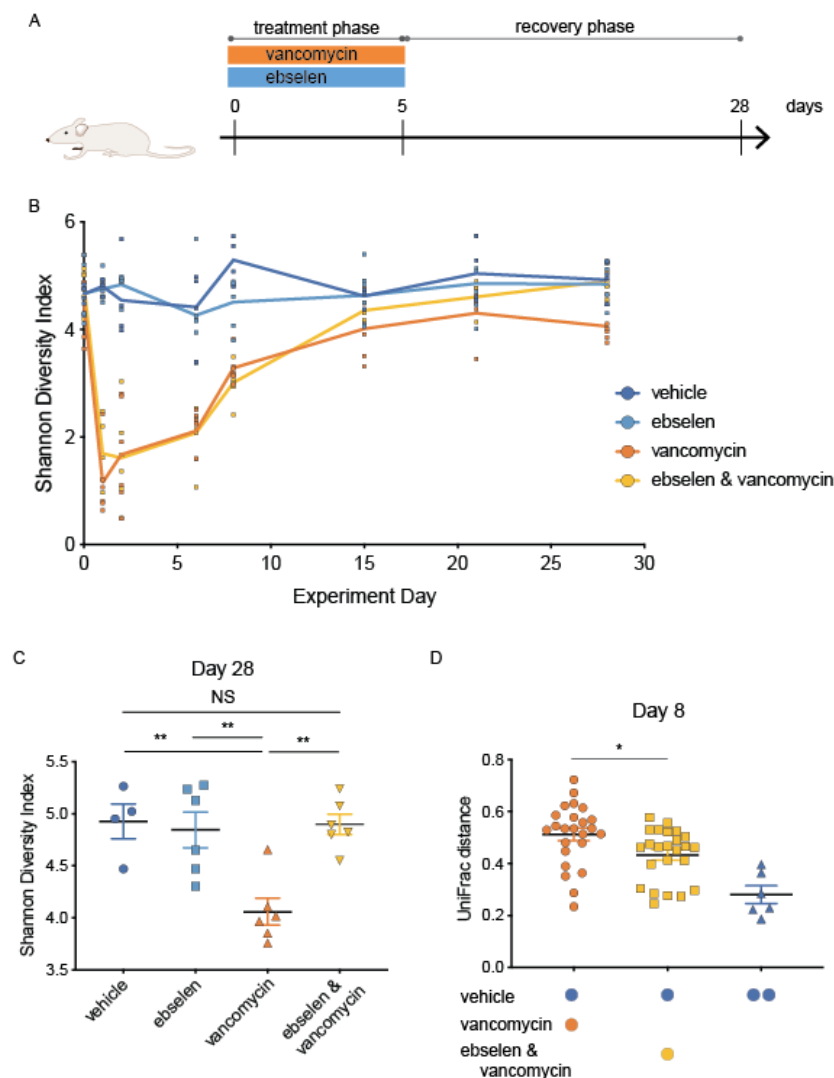 A
treatment phase
recovery phase
vancomycin
ebselen
0
5
28
days
B
6
4
2
0
Shannon Diversity Index
0
5
10
15
20
25
30
Experiment Day
vehicle
ebselen
vancomycin
ebselen & vancomycin
C
Day 28
NS
**
**
**
5.5
5.0
4.5
4.0
3.5
Shannon Diversity Index
vehicle
ebselen
vancomycin
ebselen &
vancomycin
D
Day 8
*
0.8
0.6
0.4
0.2
0.0
UniFrac distance
vehicle
vancomycin
ebselen &
vancomycin